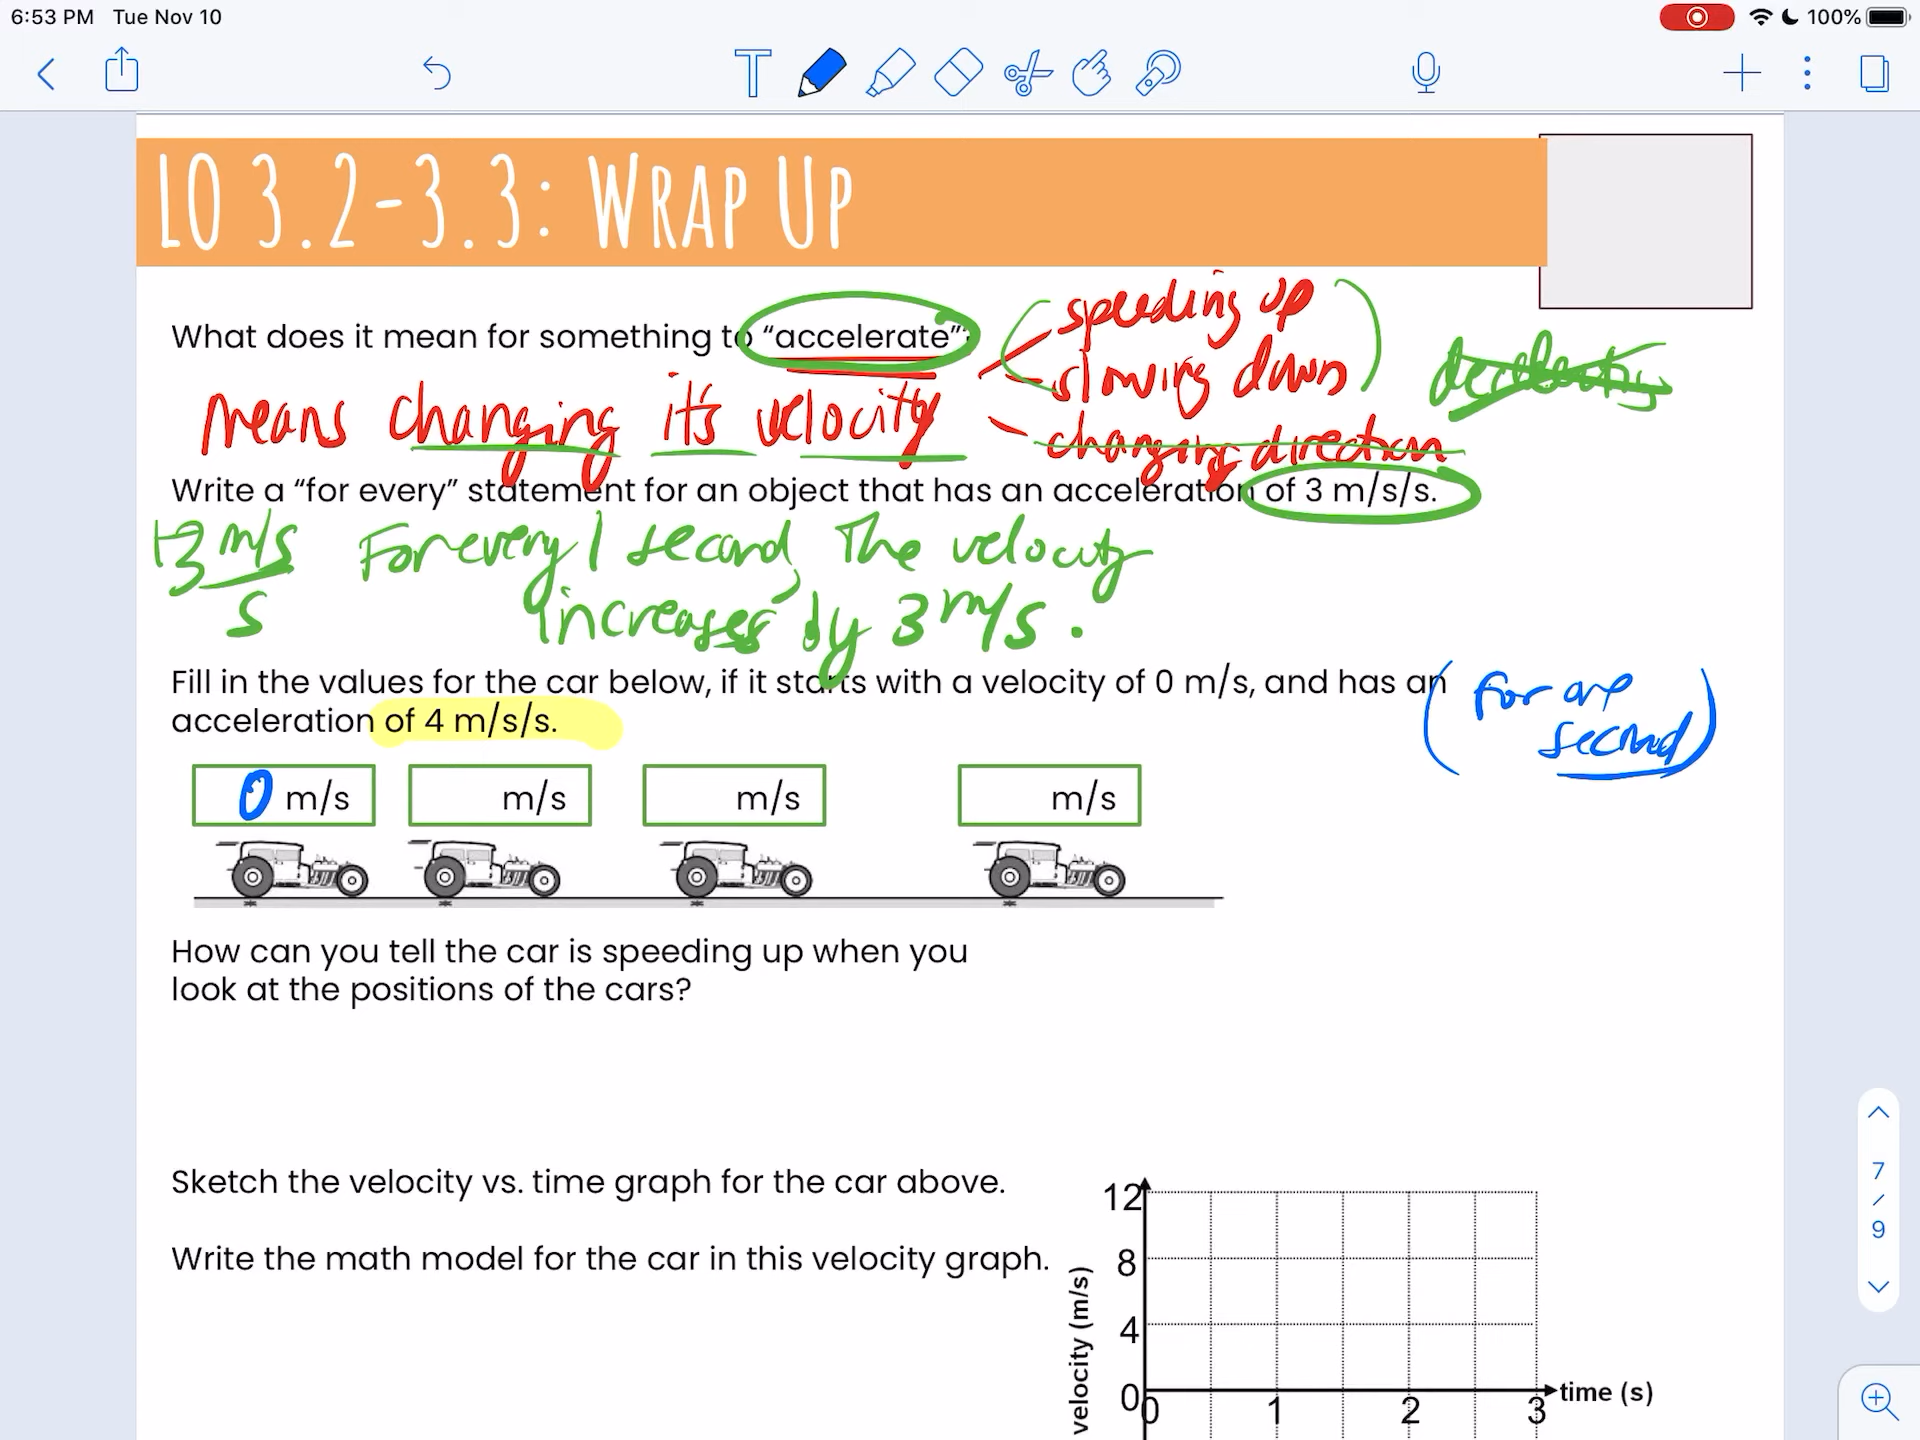 6:53 PM Tue Nov 10
100%
T
LO 3.2-3.3: WRAP UP
What does it mean for something to “accelerate”?
speeding up
slowing down
changing direction
means changing it's velocity
Write a “for every” statement for an object that has an acceleration of 3 m/s/s.
+3 m/s
s
For every 1 second, The velocity
increases by 3 m/s.
Fill in the values for the car below, if it starts with a velocity of 0 m/s, and has an
acceleration of 4 m/s/s.
(for one
second)
0 m/s
m/s
m/s
m/s
How can you tell the car is speeding up when you
look at the positions of the cars?
Sketch the velocity vs. time graph for the car above.
Write the math model for the car in this velocity graph.
velocity (m/s)
12
8
4
0
0 1 2 3
time (s)
7
/
9